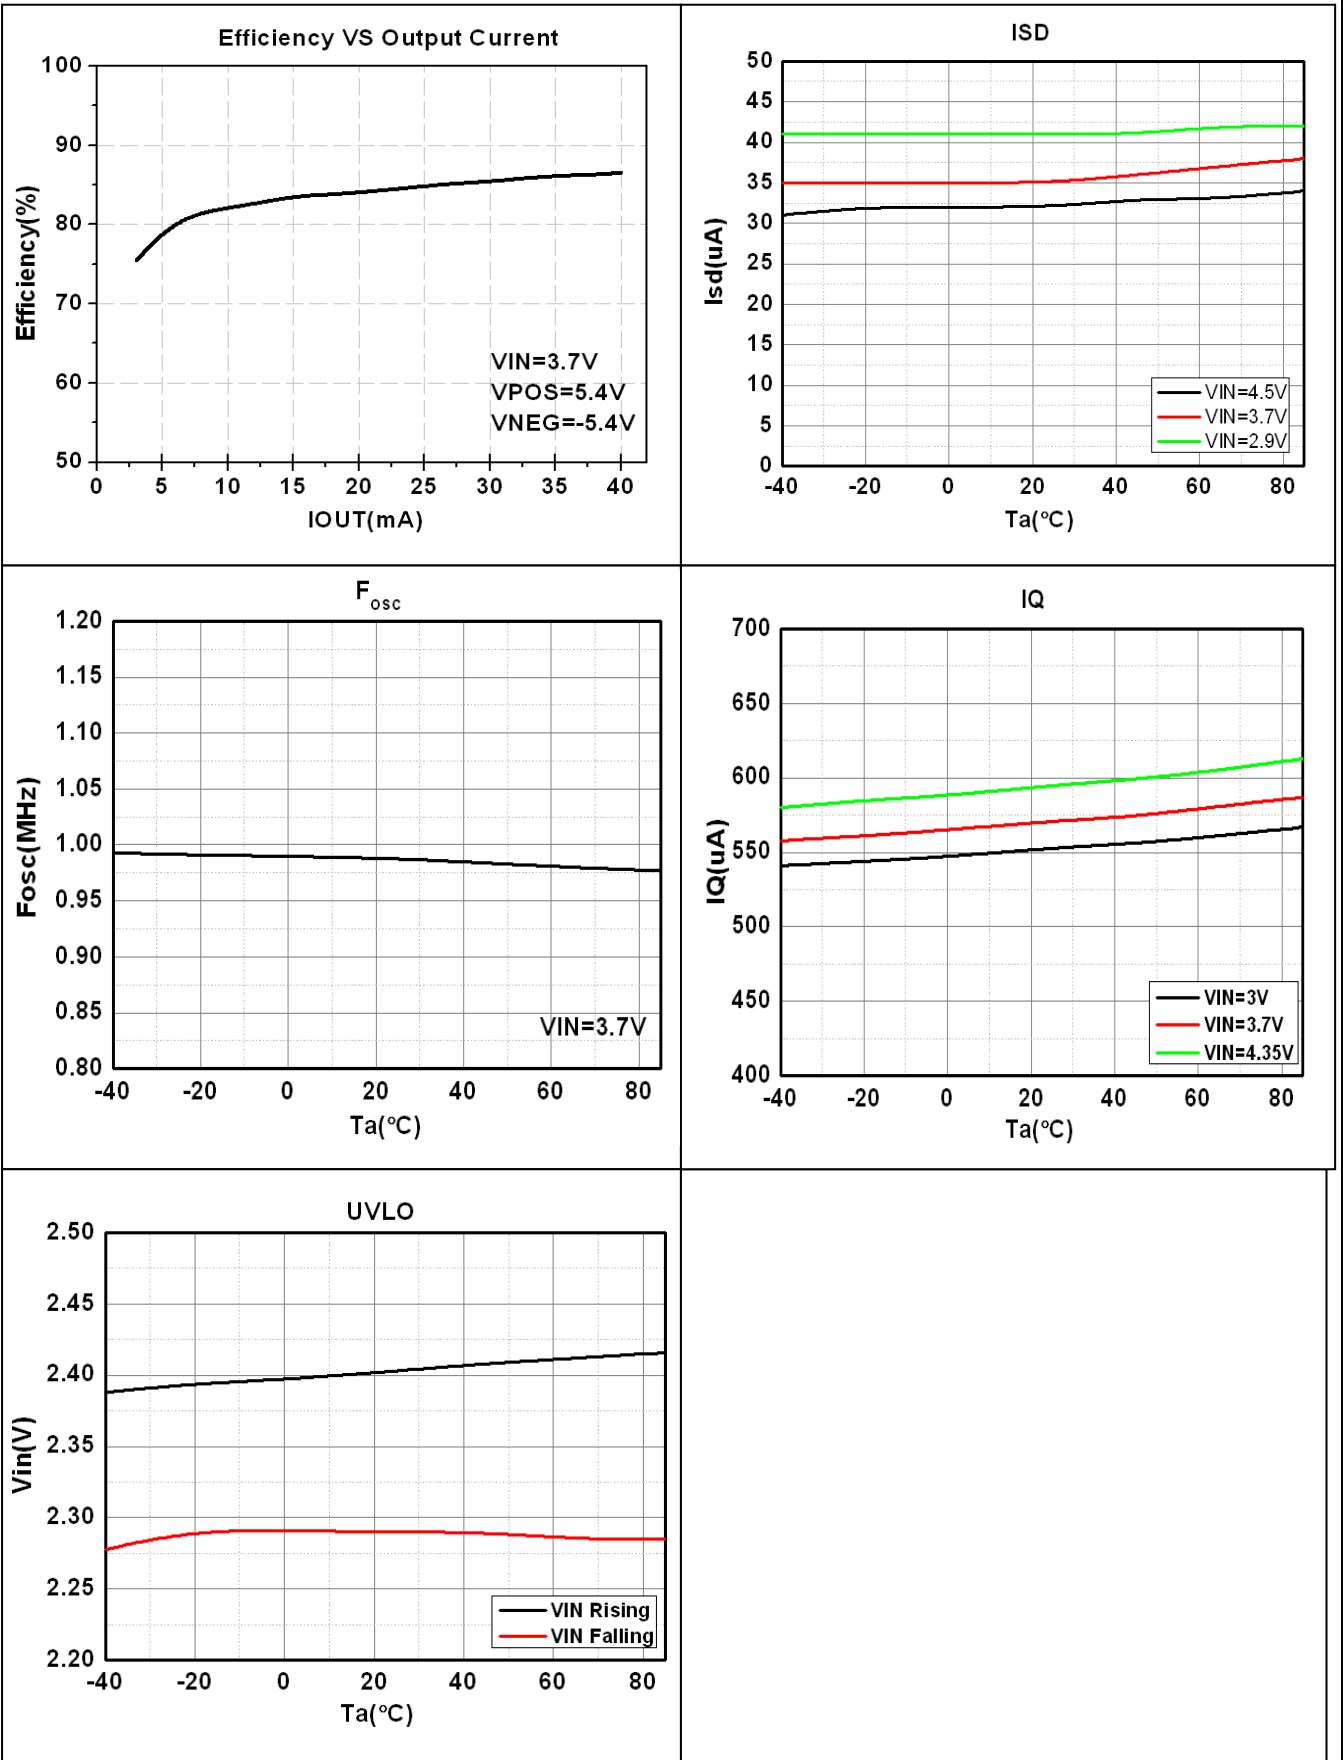 Efficiency VS Output Current
100
90
80
70
60
50
Efficiency(%)
VIN=3.7V
VPOS=5.4V
VNEG=-5.4V
0 5 10 15 20 25 30 35 40
IOUT(mA)
ISD
50
45
40
35
30
25
20
15
10
5
0
Isd(uA)
VIN=4.5V
VIN=3.7V
VIN=2.9V
-40 -20 0 20 40 60 80
Ta(°C)
Fosc
1.20
1.15
1.10
1.05
1.00
0.95
0.90
0.85
0.80
Fosc(MHz)
VIN=3.7V
-40 -20 0 20 40 60 80
Ta(°C)
IQ
700
650
600
550
500
450
400
IQ(uA)
VIN=3V
VIN=3.7V
VIN=4.35V
-40 -20 0 20 40 60 80
Ta(°C)
UVLO
2.50
2.45
2.40
2.35
2.30
2.25
2.20
Vin(V)
VIN Rising
VIN Falling
-40 -20 0 20 40 60 80
Ta(°C)